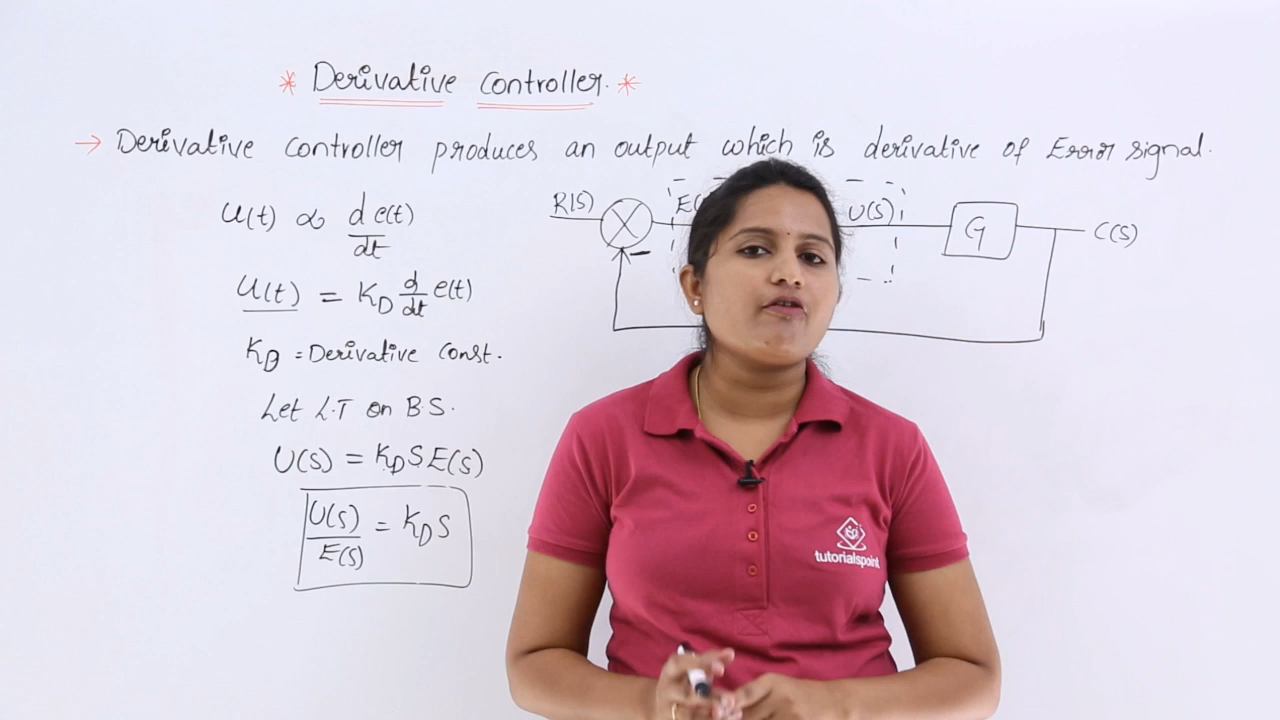 * Derivative controller. *
→ Derivative controller produces an output which is derivative of Error signal.
U(t) ∝ d e(t)/dt
R(S)
U(S)
G
C(S)
U(t) = K_D d/dt e(t)
K_D = Derivative const.
Let L.T on B.S.
U(S) = K_D S E(S)
U(S)/E(S) = K_D S
tutorialspoint